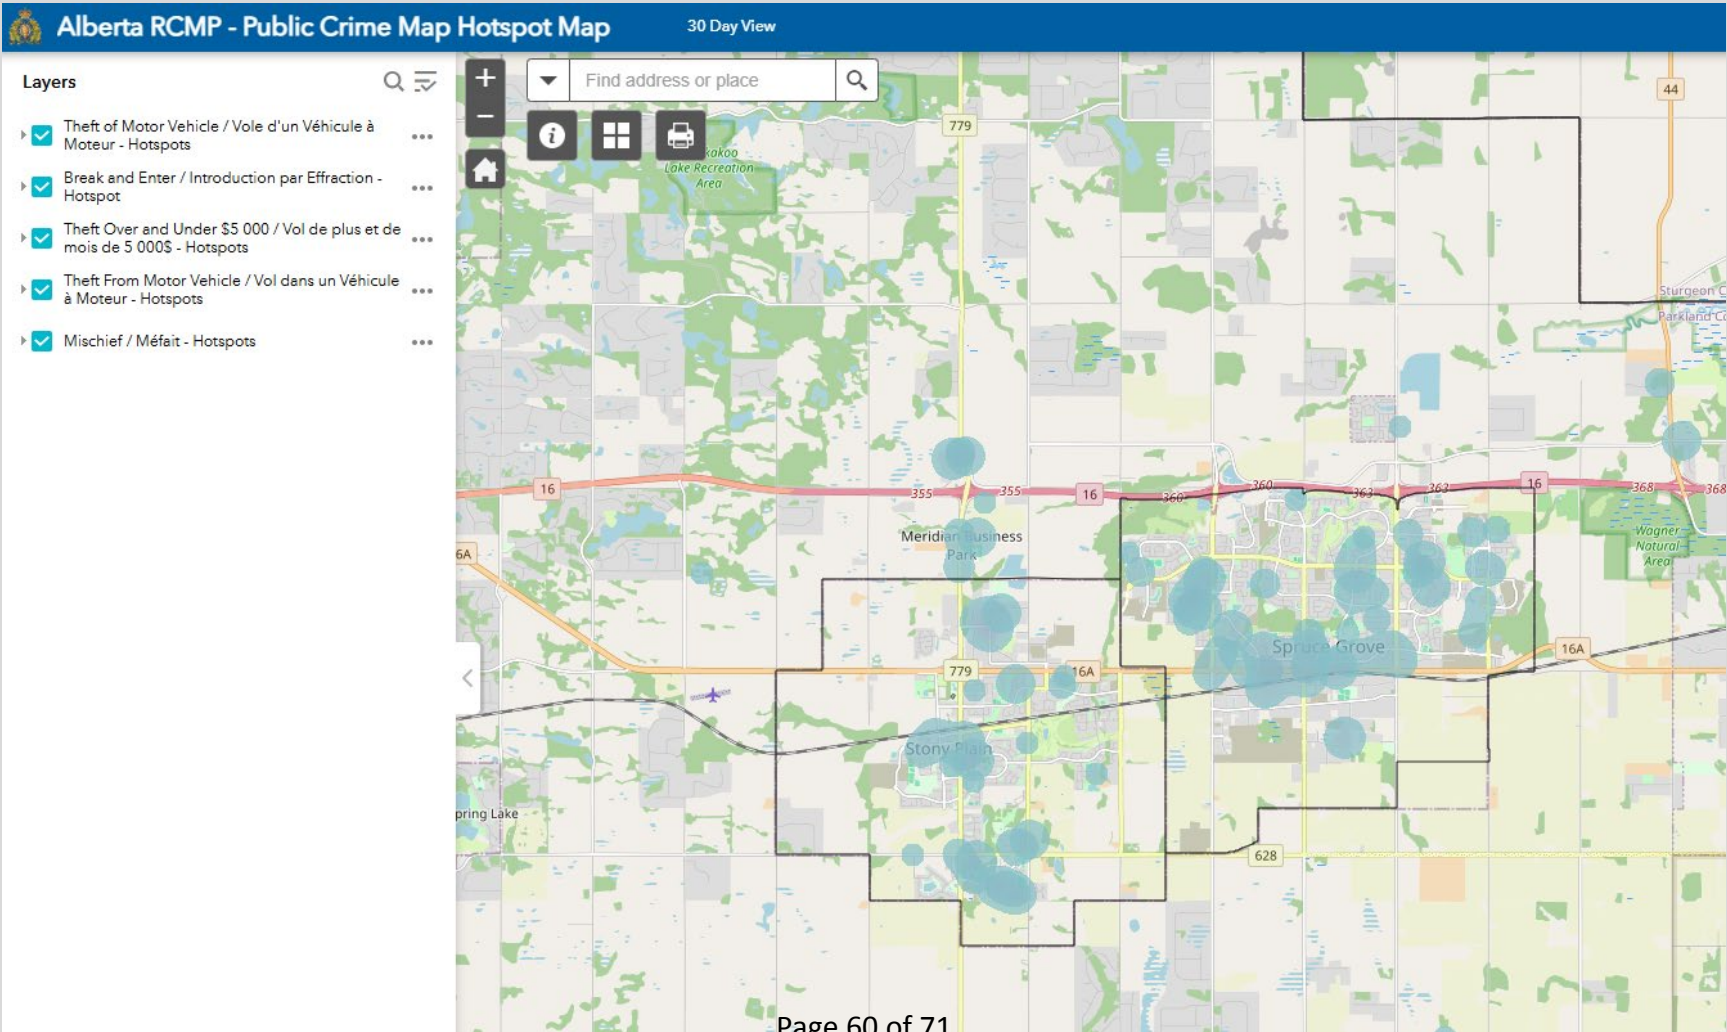 Alberta RCMP - Public Crime Map Hotspot Map
30 Day View
Layers
Theft of Motor Vehicle / Vole d'un Véhicule à
Moteur - Hotspots
Break and Enter / Introduction par Effraction -
Hotspot
Theft Over and Under $5 000 / Vol de plus et de
mois de 5 000$ - Hotspots
Theft From Motor Vehicle / Vol dans un Véhicule
à Moteur - Hotspots
Mischief / Méfait - Hotspots
+
−
Find address or place
i
44
779
kakoo
Lake Recreation
Area
Sturgeon C
Parkland Co
16
355
355
16
360
360
363
363
16
368
368
Meridian Business
Park
Wagner
Natural
Area
6A
Spruce Grove
16A
779
16A
Stony Plain
pring Lake
628
Page 60 of 71